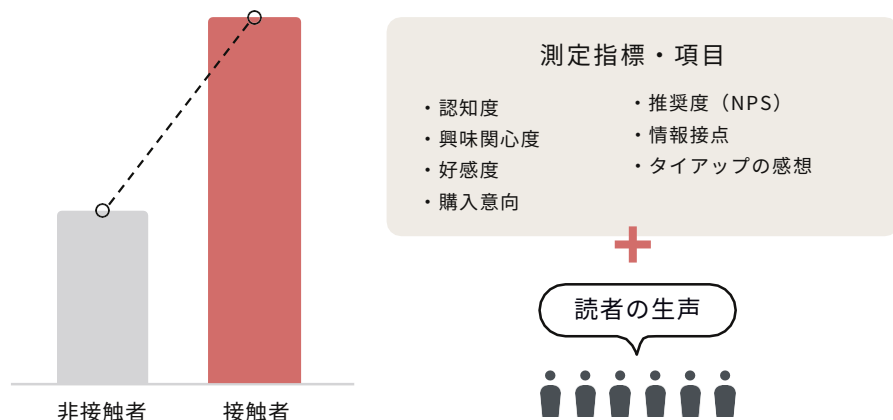 測定指標・項目
・認知度
・興味関心度
・好感度
・購入意向
・推奨度（NPS）
・情報接点
・タイアップの感想
読者の生声
非接触者
接触者